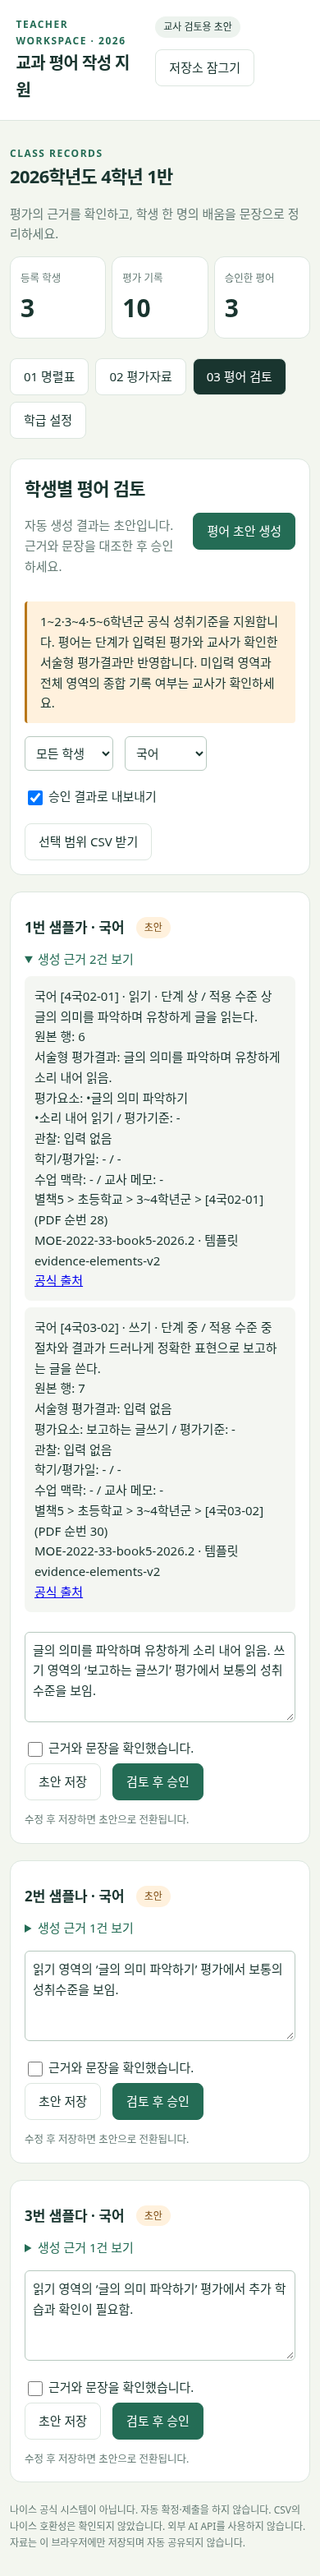 TEACHER
WORKSPACE · 2026
교과 평어 작성 지
원
교사 검토용 초안
저장소 잠그기
CLASS RECORDS
2026학년도 4학년 1반
평가의 근거를 확인하고, 학생 한 명의 배움을 문장으로 정
리하세요.
등록 학생
3
평가 기록
10
승인한 평어
3
01 명렬표
02 평가자료
03 평어 검토
학급 설정
학생별 평어 검토
자동 생성 결과는 초안입니다.
근거와 문장을 대조한 후 승인
하세요.
평어 초안 생성
1~2·3~4·5~6학년군 공식 성취기준을 지원합니
다. 평어는 단계가 입력된 평가와 교사가 확인한
서술형 평가결과만 반영합니다. 미입력 영역과
전체 영역의 종합 기록 여부는 교사가 확인하세
요.
모든 학생
국어
승인 결과로 내보내기
선택 범위 CSV 받기
1번 샘플가 · 국어
초안
▼ 생성 근거 2건 보기
국어 [4국02-01] · 읽기 · 단계 상 / 적용 수준 상
글의 의미를 파악하며 유창하게 글을 읽는다.
원본 행: 6
서술형 평가결과: 글의 의미를 파악하며 유창하게
소리 내어 읽음.
평가요소: •글의 의미 파악하기
•소리 내어 읽기 / 평가기준: -
관찰: 입력 없음
학기/평가일: - / -
수업 맥락: - / 교사 메모: -
별책5 > 초등학교 > 3~4학년군 > [4국02-01]
(PDF 순번 28)
MOE-2022-33-book5-2026.2 · 템플릿
evidence-elements-v2
공식 출처
국어 [4국03-02] · 쓰기 · 단계 중 / 적용 수준 중
절차와 결과가 드러나게 정확한 표현으로 보고하
는 글을 쓴다.
원본 행: 7
서술형 평가결과: 입력 없음
평가요소: 보고하는 글쓰기 / 평가기준: -
관찰: 입력 없음
학기/평가일: - / -
수업 맥락: - / 교사 메모: -
별책5 > 초등학교 > 3~4학년군 > [4국03-02]
(PDF 순번 30)
MOE-2022-33-book5-2026.2 · 템플릿
evidence-elements-v2
공식 출처
글의 의미를 파악하며 유창하게 소리 내어 읽음. 쓰
기 영역의 ‘보고하는 글쓰기’ 평가에서 보통의 성취
수준을 보임.
근거와 문장을 확인했습니다.
초안 저장
검토 후 승인
수정 후 저장하면 초안으로 전환됩니다.
2번 샘플나 · 국어
초안
▶ 생성 근거 1건 보기
읽기 영역의 ‘글의 의미 파악하기’ 평가에서 보통의
성취수준을 보임.
근거와 문장을 확인했습니다.
초안 저장
검토 후 승인
수정 후 저장하면 초안으로 전환됩니다.
3번 샘플다 · 국어
초안
▶ 생성 근거 1건 보기
읽기 영역의 ‘글의 의미 파악하기’ 평가에서 추가 학
습과 확인이 필요함.
근거와 문장을 확인했습니다.
초안 저장
검토 후 승인
수정 후 저장하면 초안으로 전환됩니다.
나이스 공식 시스템이 아닙니다. 자동 확정·제출을 하지 않습니다. CSV의
나이스 호환성은 확인되지 않았습니다. 외부 AI API를 사용하지 않습니다.
자료는 이 브라우저에만 저장되며 자동 공유되지 않습니다.